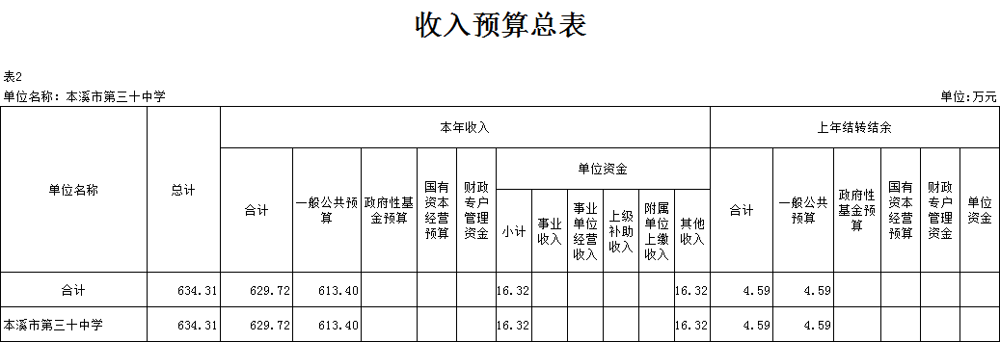 收入预算总表
表2
单位名称：本溪市第三十中学 单位:万元
单位名称 总计 本年收入 上年结转结余
合计 一般公共预算 政府性基金预算 国有资本经营预算 财政专户管理资金 单位资金 合计 一般公共预算 政府性基金预算 国有资本经营预算 财政专户管理资金 单位资金
小计 事业收入 事业单位经营收入 上级补助收入 附属单位上缴收入 其他收入
合计 634.31 629.72 613.40 16.32 16.32 4.59 4.59
本溪市第三十中学 634.31 629.72 613.40 16.32 16.32 4.59 4.59